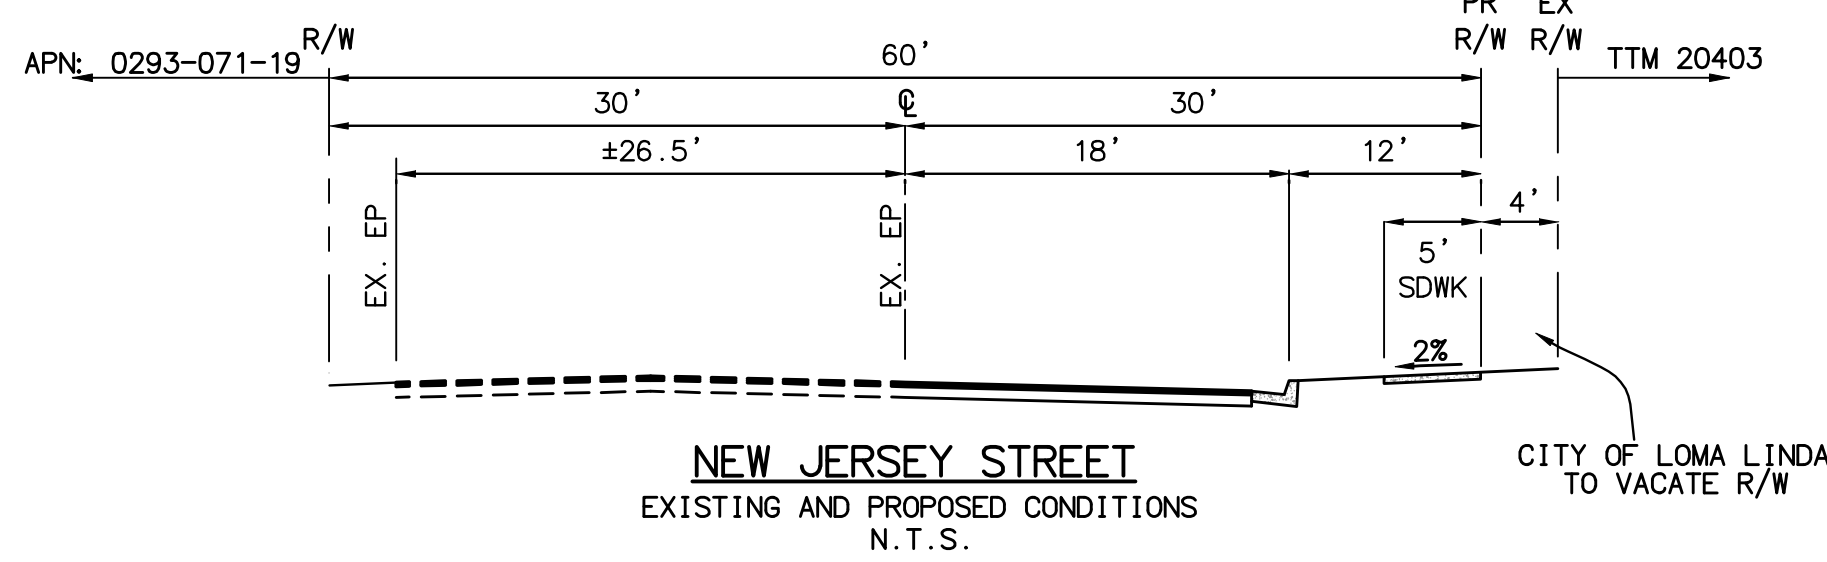 PR EX
R/W R/W R/W
APN: 0293-071-19 60' TTM 20403
30' ℄ 30'
±26.5' 18' 12'
4'
EX. EP
EX. EP
5'
SDWK
2%
NEW JERSEY STREET
EXISTING AND PROPOSED CONDITIONS
N.T.S.
CITY OF LOMA LINDA
TO VACATE R/W